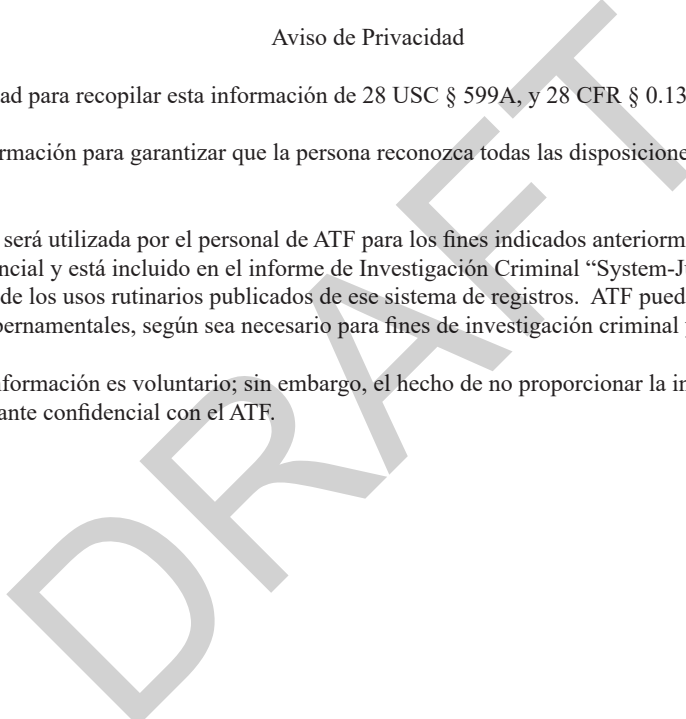 Aviso de Privacidad
ad para recopilar esta información de 28 USC § 599A, y 28 CFR § 0.13
rmación para garantizar que la persona reconozca todas las disposicione
será utilizada por el personal de ATF para los fines indicados anteriorm
ncial y está incluido en el informe de Investigación Criminal “System-J
de los usos rutinarios publicados de ese sistema de registros. ATF pued
bernamentales, según sea necesario para fines de investigación criminal
nformación es voluntario; sin embargo, el hecho de no proporcionar la in
ante confidencial con el ATF.
DRAFT